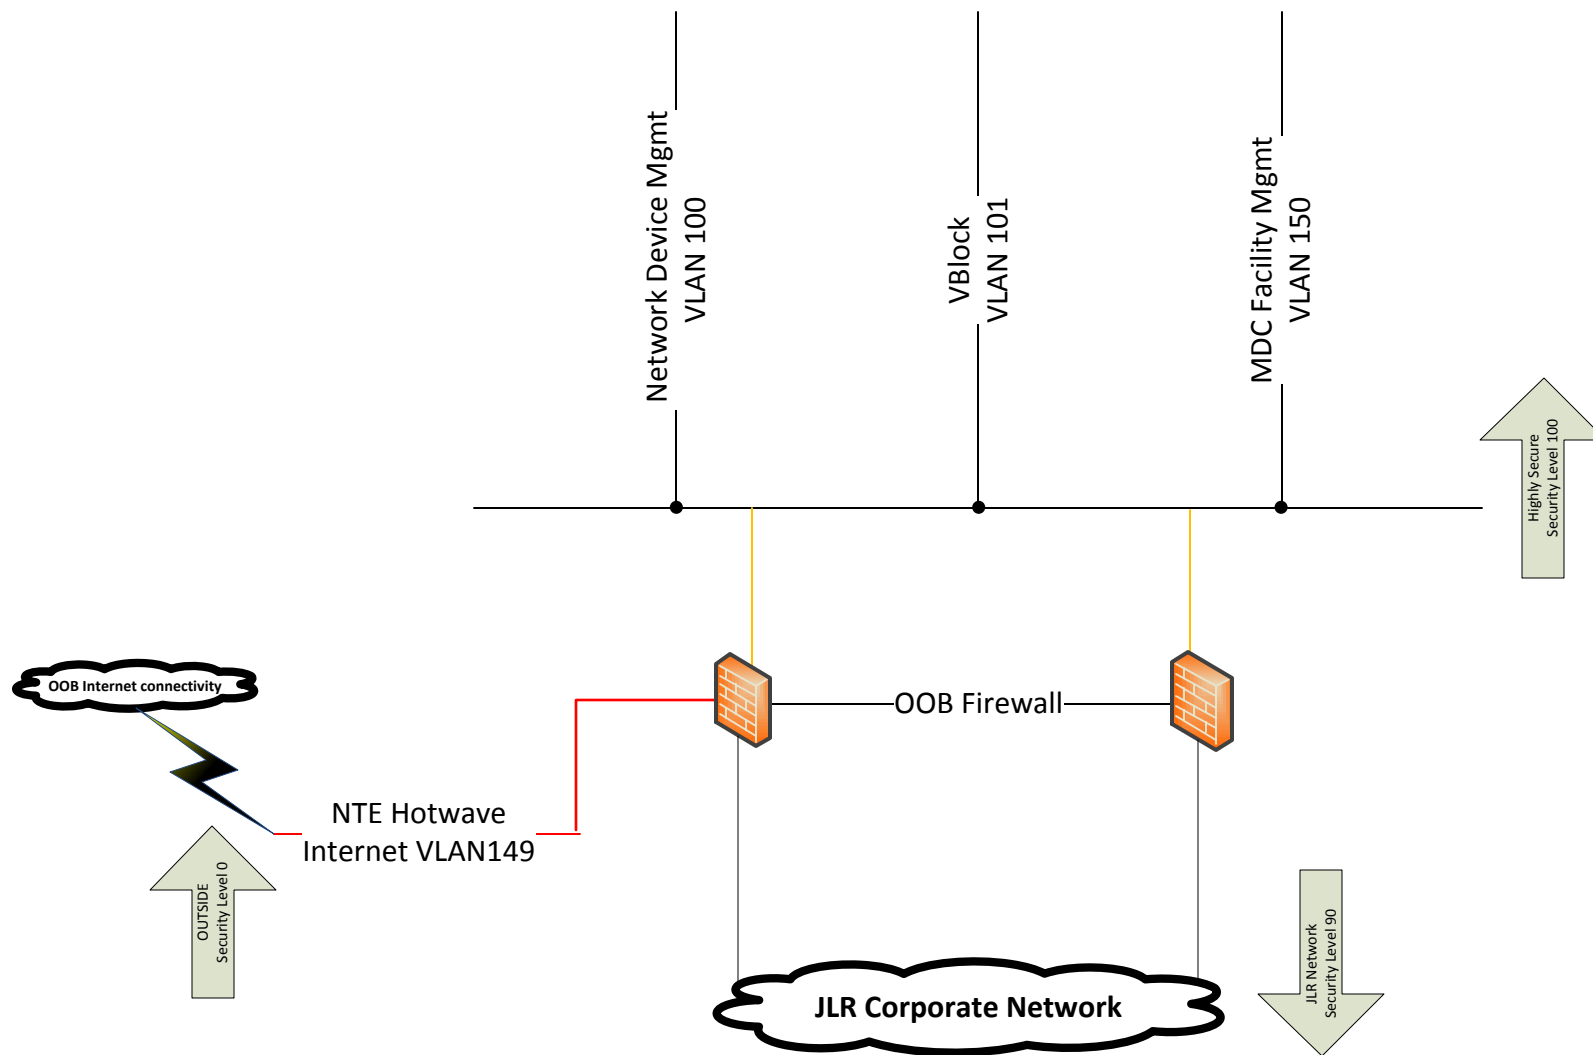 Network Device Mgmt
VLAN 100
VBlock
VLAN 101
MDC Facility Mgmt
VLAN 150
Highly Secure
Security Level 100
OOB Internet connectivity
OOB Firewall
NTE Hotwave
Internet VLAN149
OUTSIDE
Security Level 0
JLR Network
Security Level 90
JLR Corporate Network